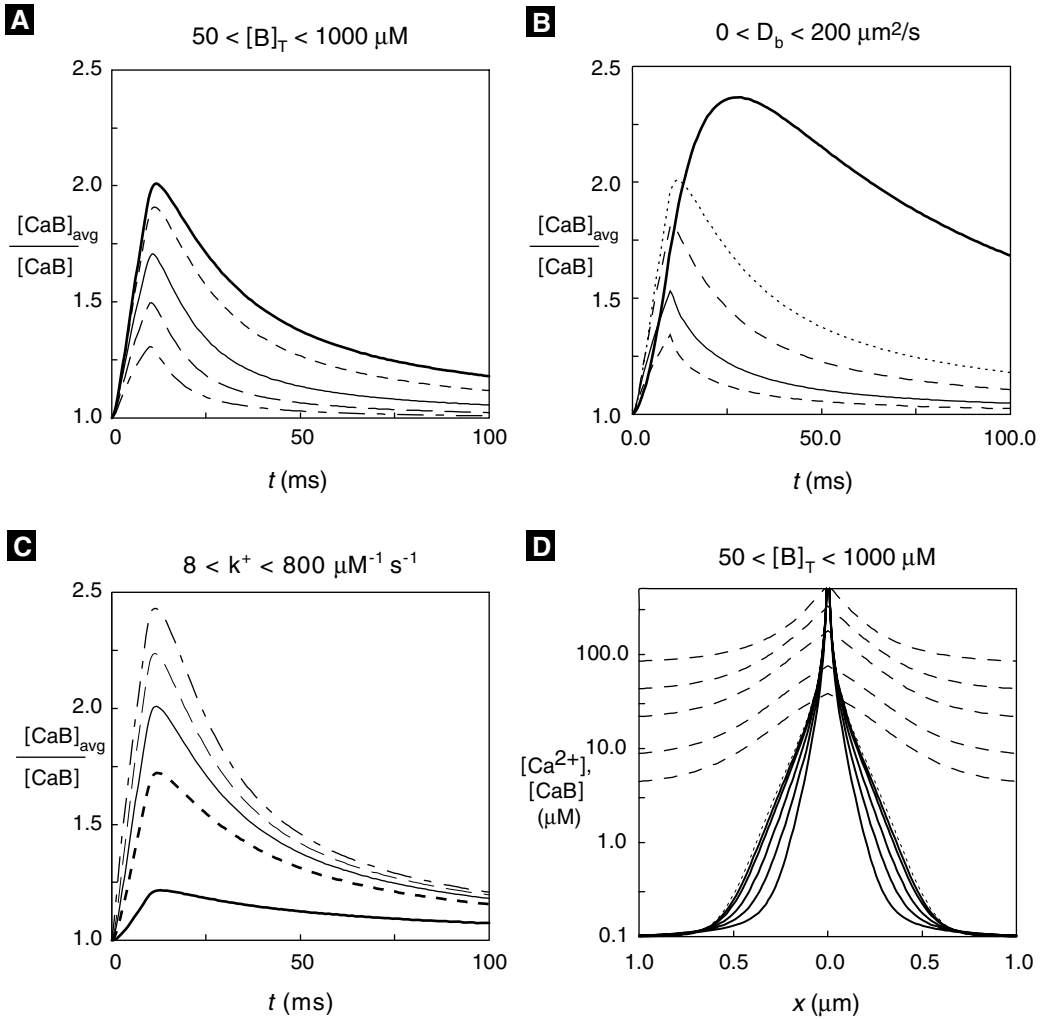 A
50 < [B]T < 1000 μM
2.5
2.0
1.5
1.0
[CaB]avg
[CaB]
0
50
100
t (ms)
B
0 < Db < 200 μm2/s
2.5
2.0
1.5
1.0
[CaB]avg
[CaB]
0.0
50.0
100.0
t (ms)
C
8 < k+ < 800 μM-1 s-1
2.5
2.0
1.5
1.0
[CaB]avg
[CaB]
0
50
100
t (ms)
D
50 < [B]T < 1000 μM
100.0
10.0
1.0
0.1
[Ca2+],
[CaB]
(μM)
1.0
0.5
0.0
0.5
1.0
x (μm)